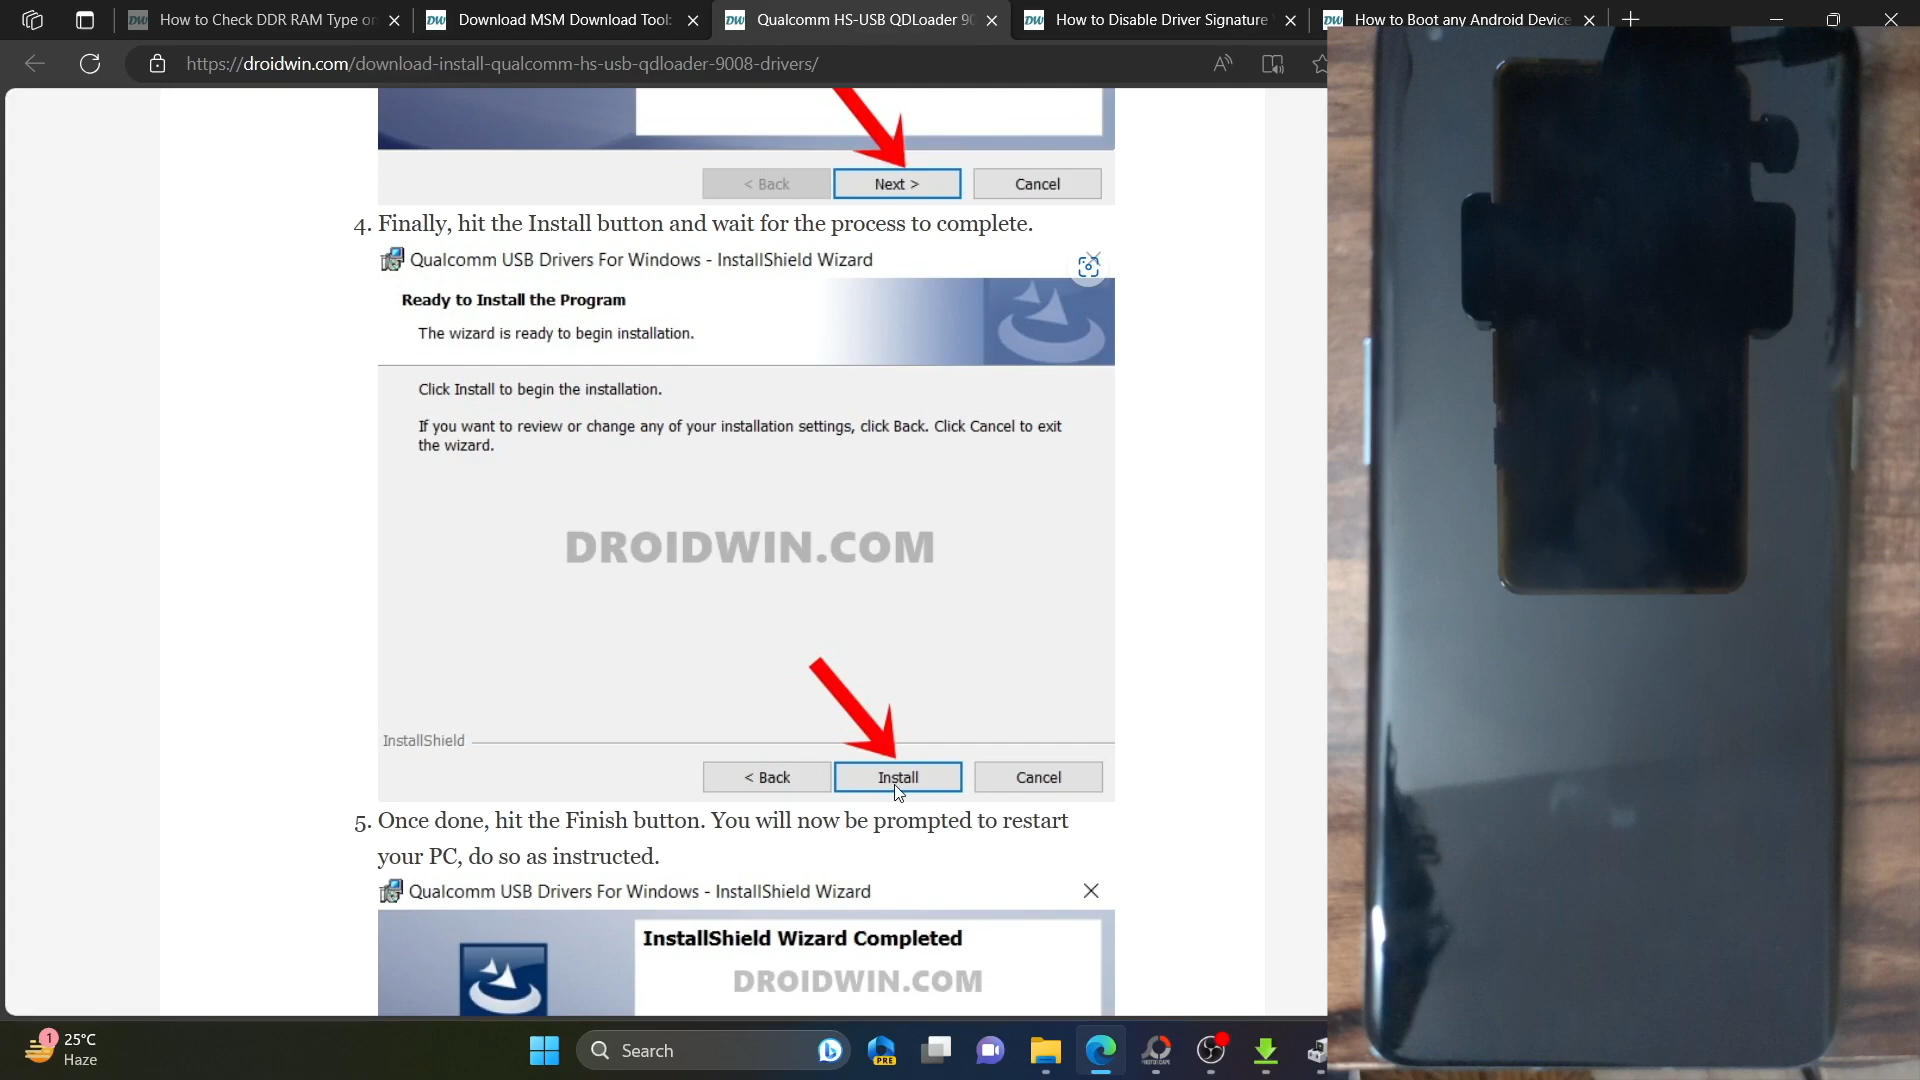 How to Check DDR RAM Type or
Download MSM Download Tool:
Qualcomm HS-USB QDLoader 90
How to Disable Driver Signature
How to Boot any Android Device
https://droidwin.com/download-install-qualcomm-hs-usb-qdloader-9008-drivers/
< Back
Next >
Cancel
4. Finally, hit the Install button and wait for the process to complete.
Qualcomm USB Drivers For Windows - InstallShield Wizard
Ready to Install the Program
The wizard is ready to begin installation.
Click Install to begin the installation.
If you want to review or change any of your installation settings, click Back. Click Cancel to exit
the wizard.
DROIDWIN.COM
InstallShield
< Back
Install
Cancel
5. Once done, hit the Finish button. You will now be prompted to restart
your PC, do so as instructed.
Qualcomm USB Drivers For Windows - InstallShield Wizard
InstallShield Wizard Completed
DROIDWIN.COM
1
25°C
Haze
Search
PRE